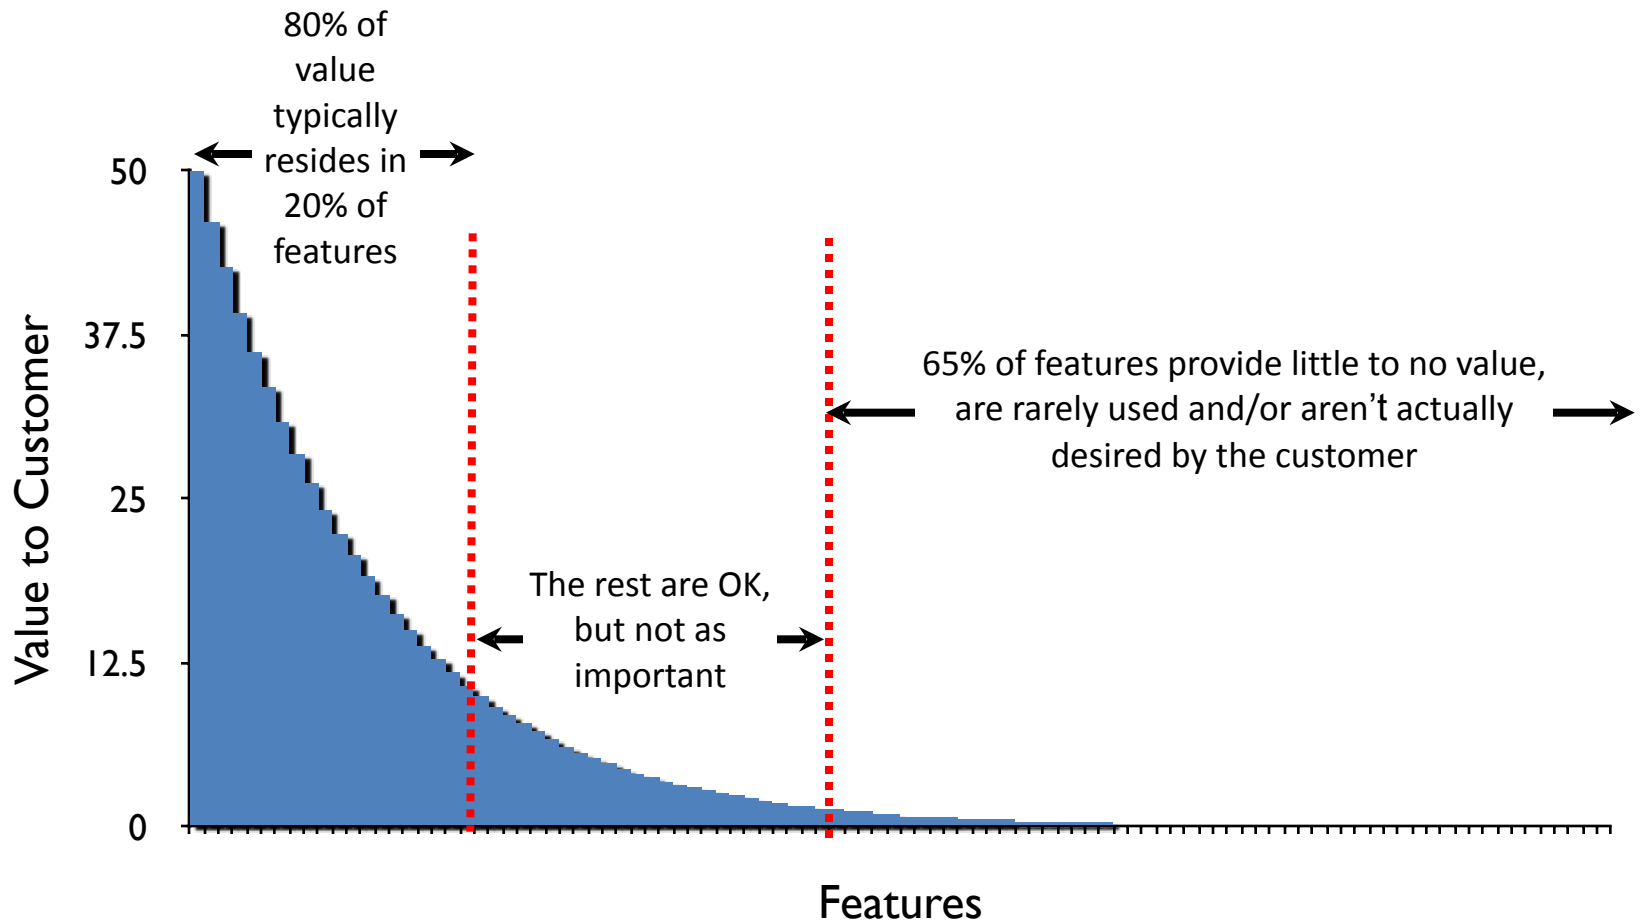 80% of
value
typically
resides in
20% of
features
50
37.5
25
12.5
0
Value to Customer
65% of features provide little to no value,
are rarely used and/or aren’t actually
desired by the customer
The rest are OK,
but not as
important
Features